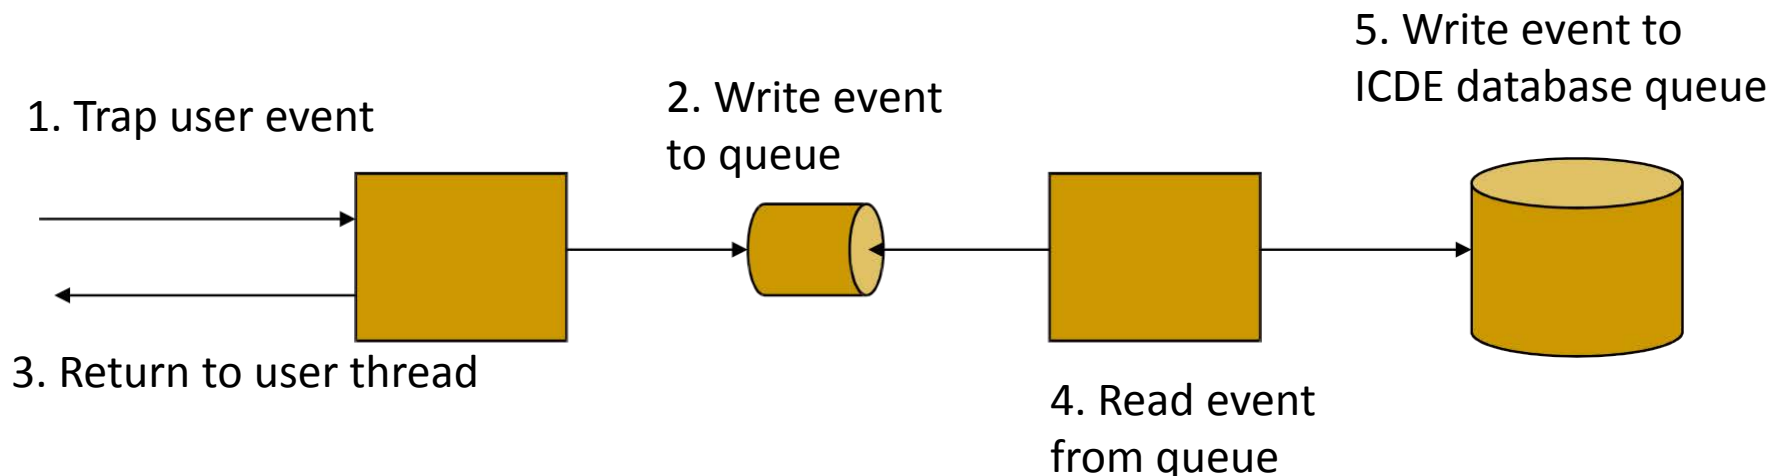 1. Trap user event
2. Write event
to queue
3. Return to user thread
4. Read event
from queue
5. Write event to
ICDE database queue